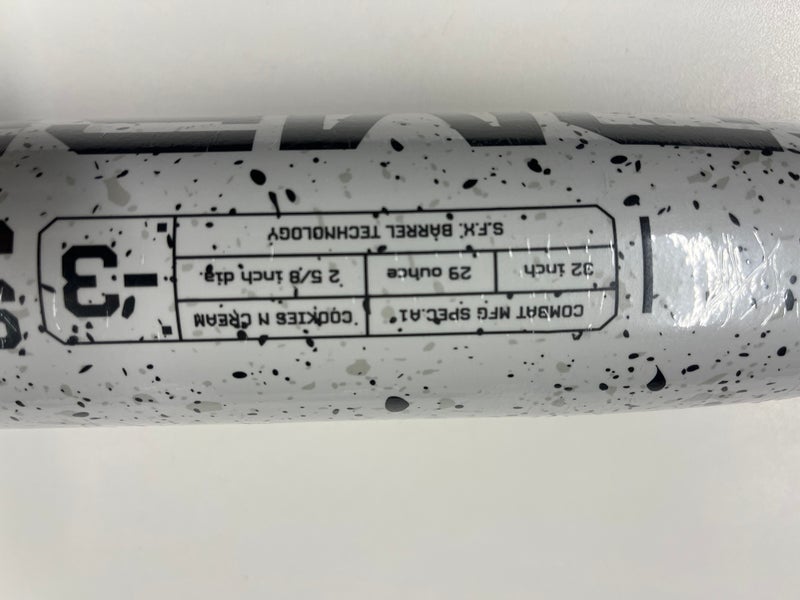 COMBAT MFG SPEC.A1 COOKIES N CREAM
32 inch 29 ounce 2 5/8 inch dia.
S.F.X. BARREL TECHNOLOGY
-3